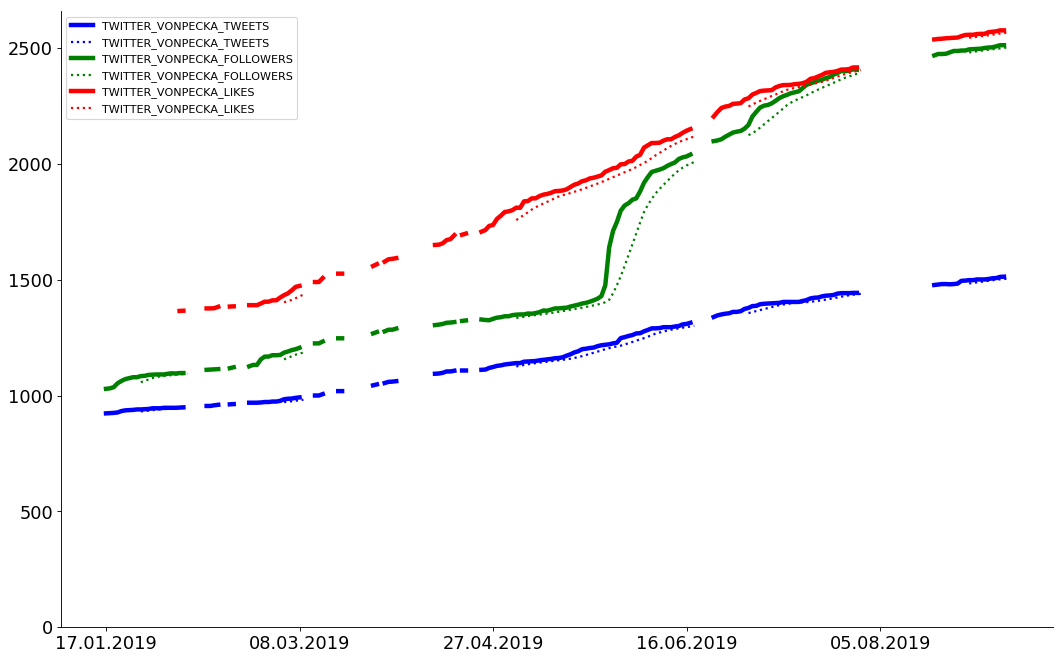 TWITTER_VONPECKA_TWEETS
TWITTER_VONPECKA_TWEETS
TWITTER_VONPECKA_FOLLOWERS
TWITTER_VONPECKA_FOLLOWERS
TWITTER_VONPECKA_LIKES
TWITTER_VONPECKA_LIKES
2500
2000
1500
1000
500
0
17.01.2019 08.03.2019 27.04.2019 16.06.2019 05.08.2019